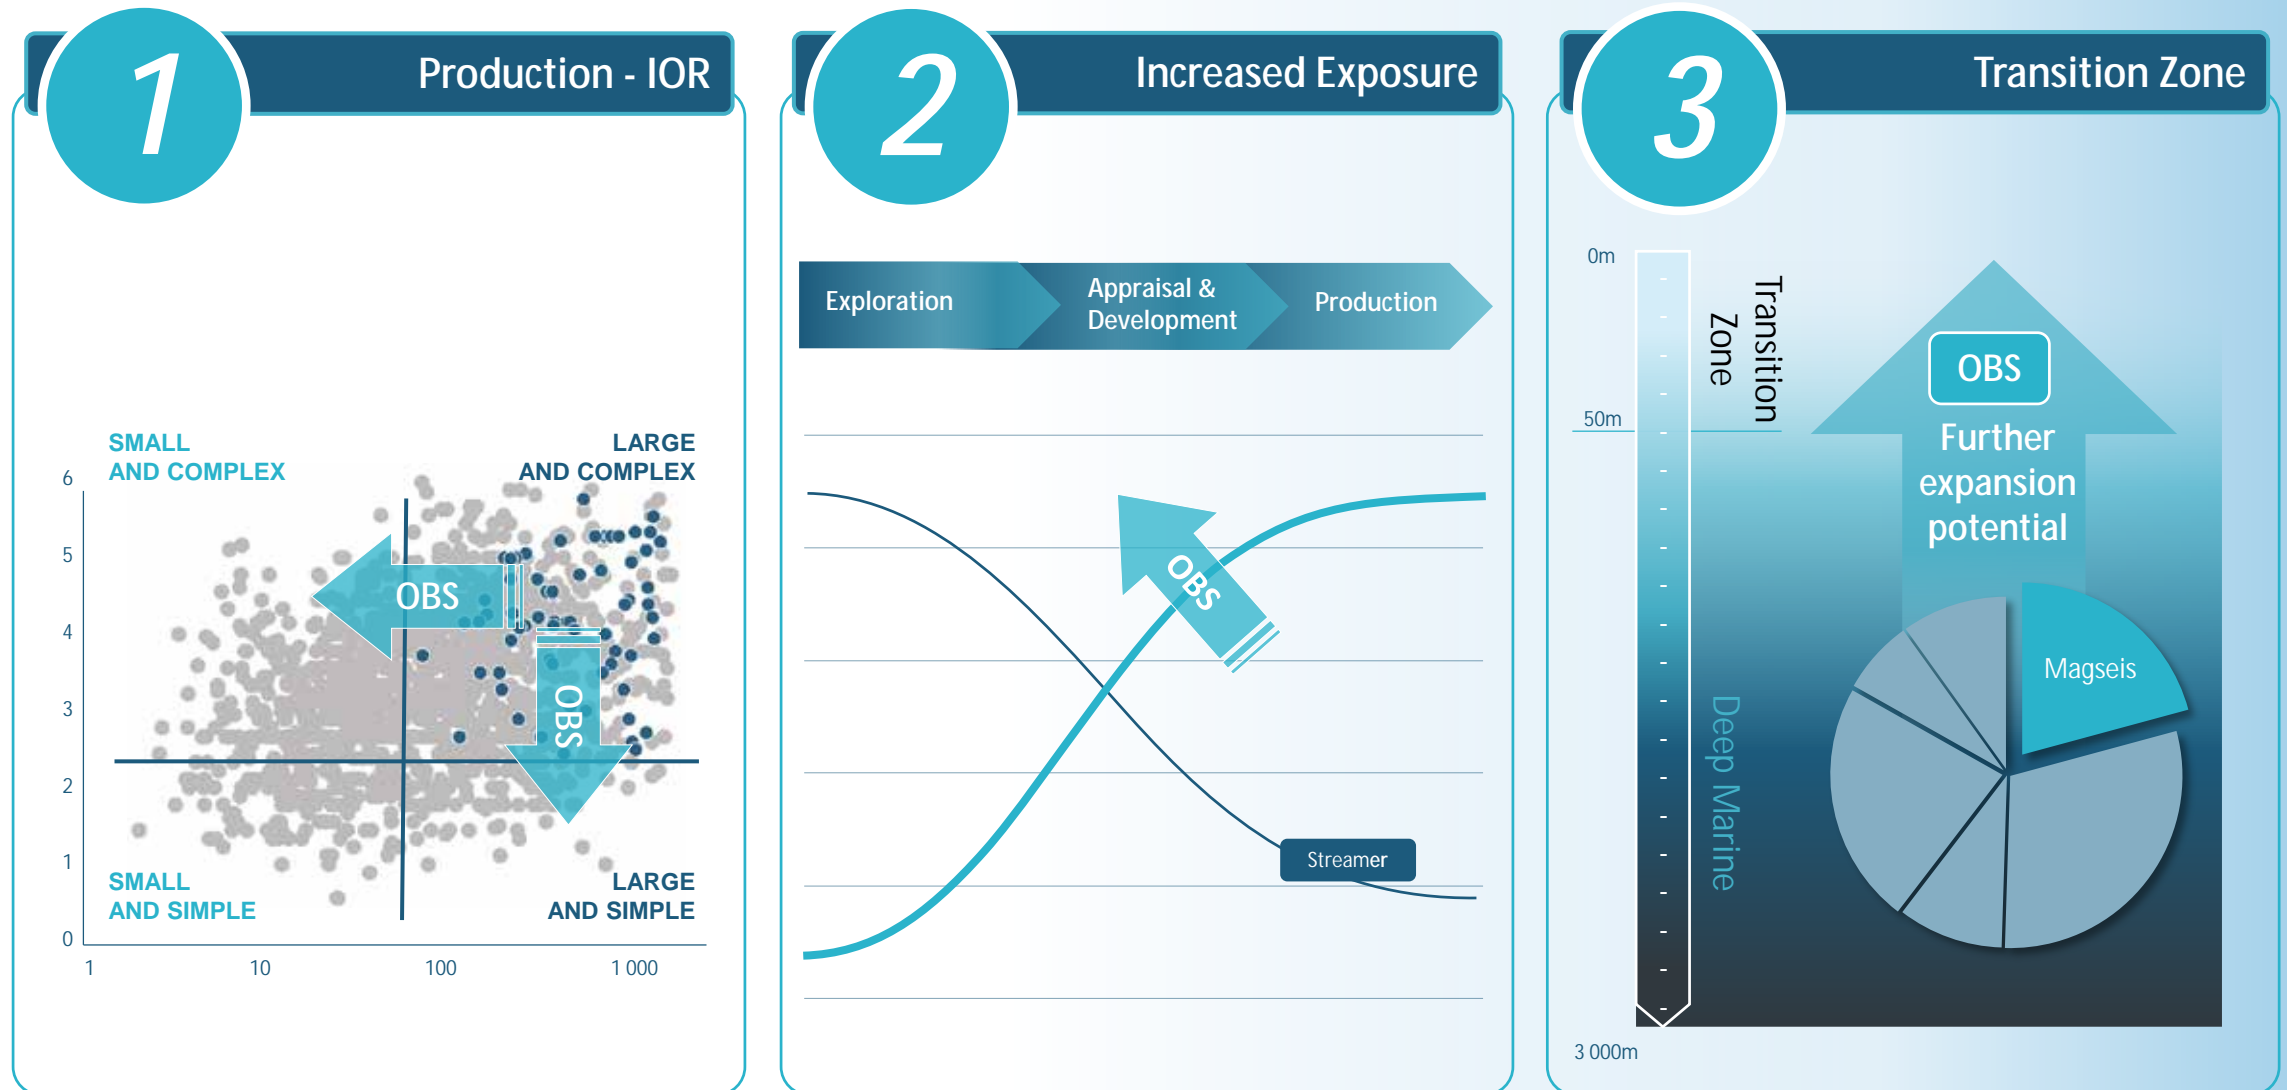 1
Production - IOR
SMALL
AND COMPLEX
LARGE
AND COMPLEX
6
5
4
3
2
1
0
OBS
OBS
SMALL
AND SIMPLE
LARGE
AND SIMPLE
1
10
100
1 000
2
Increased Exposure
Exploration
Appraisal &
Development
Production
OBS
Streamer
3
Transition Zone
0m
50m
3 000m
Transition
Zone
Deep Marine
OBS
Further
expansion
potential
Magseis